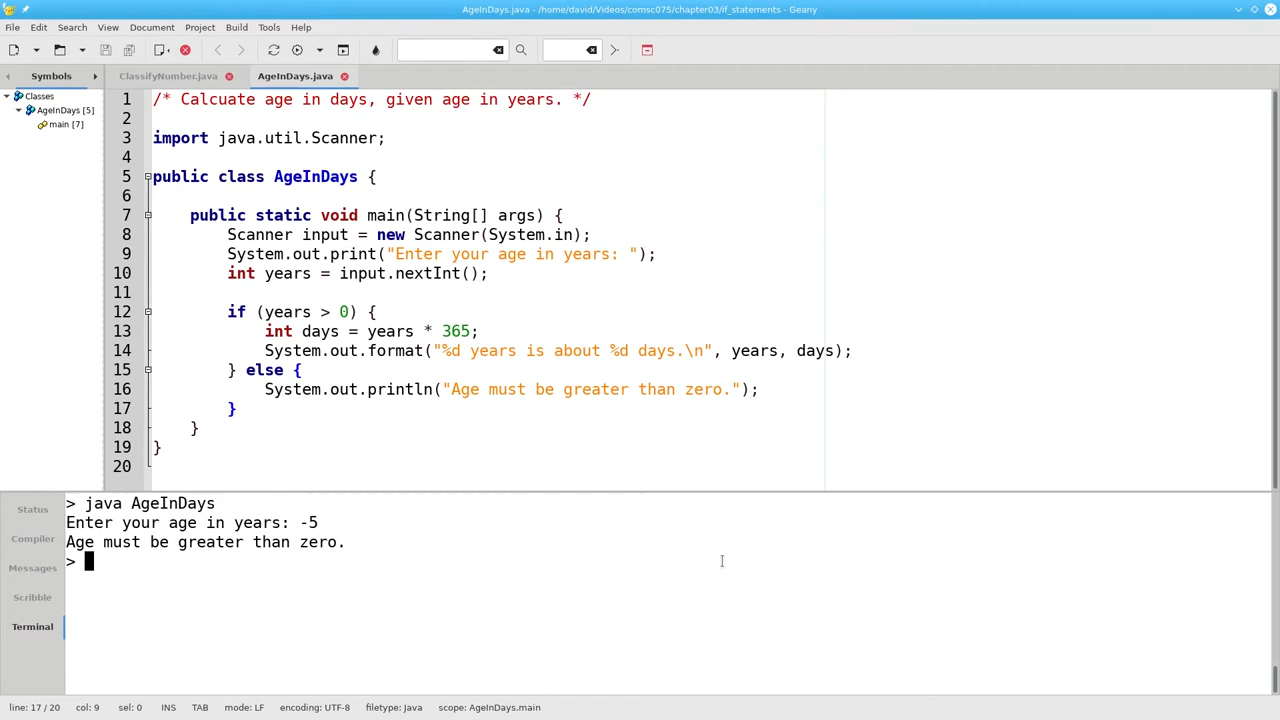 AgeInDays.java - /home/david/Videos/comsc075/chapter03/if_statements - Geany
File Edit Search View Document Project Build Tools Help
Symbols ClassifyNumber.java AgeInDays.java
Classes
AgeInDays [5]
main [7]
1 /* Calcuate age in days, given age in years. */
2
3 import java.util.Scanner;
4
5 public class AgeInDays {
6
7 public static void main(String[] args) {
8 Scanner input = new Scanner(System.in);
9 System.out.print("Enter your age in years: ");
10 int years = input.nextInt();
11
12 if (years > 0) {
13 int days = years * 365;
14 System.out.format("%d years is about %d days.\n", years, days);
15 } else {
16 System.out.println("Age must be greater than zero.");
17 }
18 }
19 }
20
Status
Compiler
Messages
Scribble
Terminal
> java AgeInDays
Enter your age in years: -5
Age must be greater than zero.
>
line: 17 / 20 col: 9 sel: 0 INS TAB mode: LF encoding: UTF-8 filetype: Java scope: AgeInDays.main